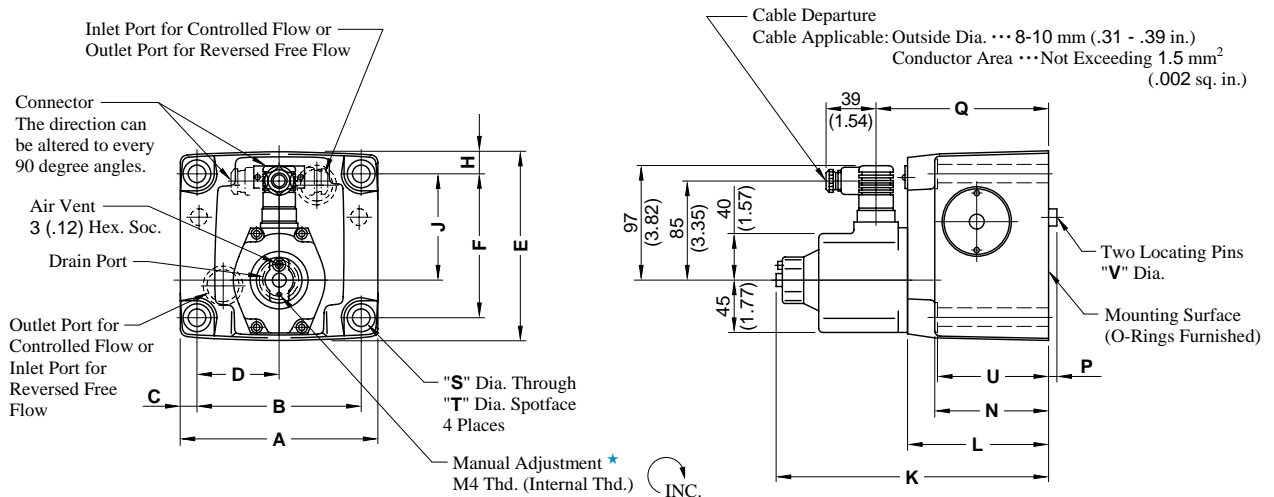 Inlet Port for Controlled Flow or
Outlet Port for Reversed Free Flow
Connector
The direction can
be altered to every
90 degree angles.
Air Vent
3 (.12) Hex. Soc.
Drain Port
Outlet Port for
Controlled Flow or
Inlet Port for
Reversed Free
Flow
H
J
F
E
D
C
B
A
"S" Dia. Through
"T" Dia. Spotface
4 Places
Manual Adjustment ★
M4 Thd. (Internal Thd.)
INC.
Cable Departure
Cable Applicable: Outside Dia. ··· 8-10 mm (.31 - .39 in.)
Conductor Area ··· Not Exceeding 1.5 mm²
(.002 sq. in.)
39
(1.54)
Q
97
(3.82)
85
(3.35)
40
(1.57)
45
(1.77)
Two Locating Pins
"V" Dia.
Mounting Surface
(O-Rings Furnished)
P
U
N
L
K